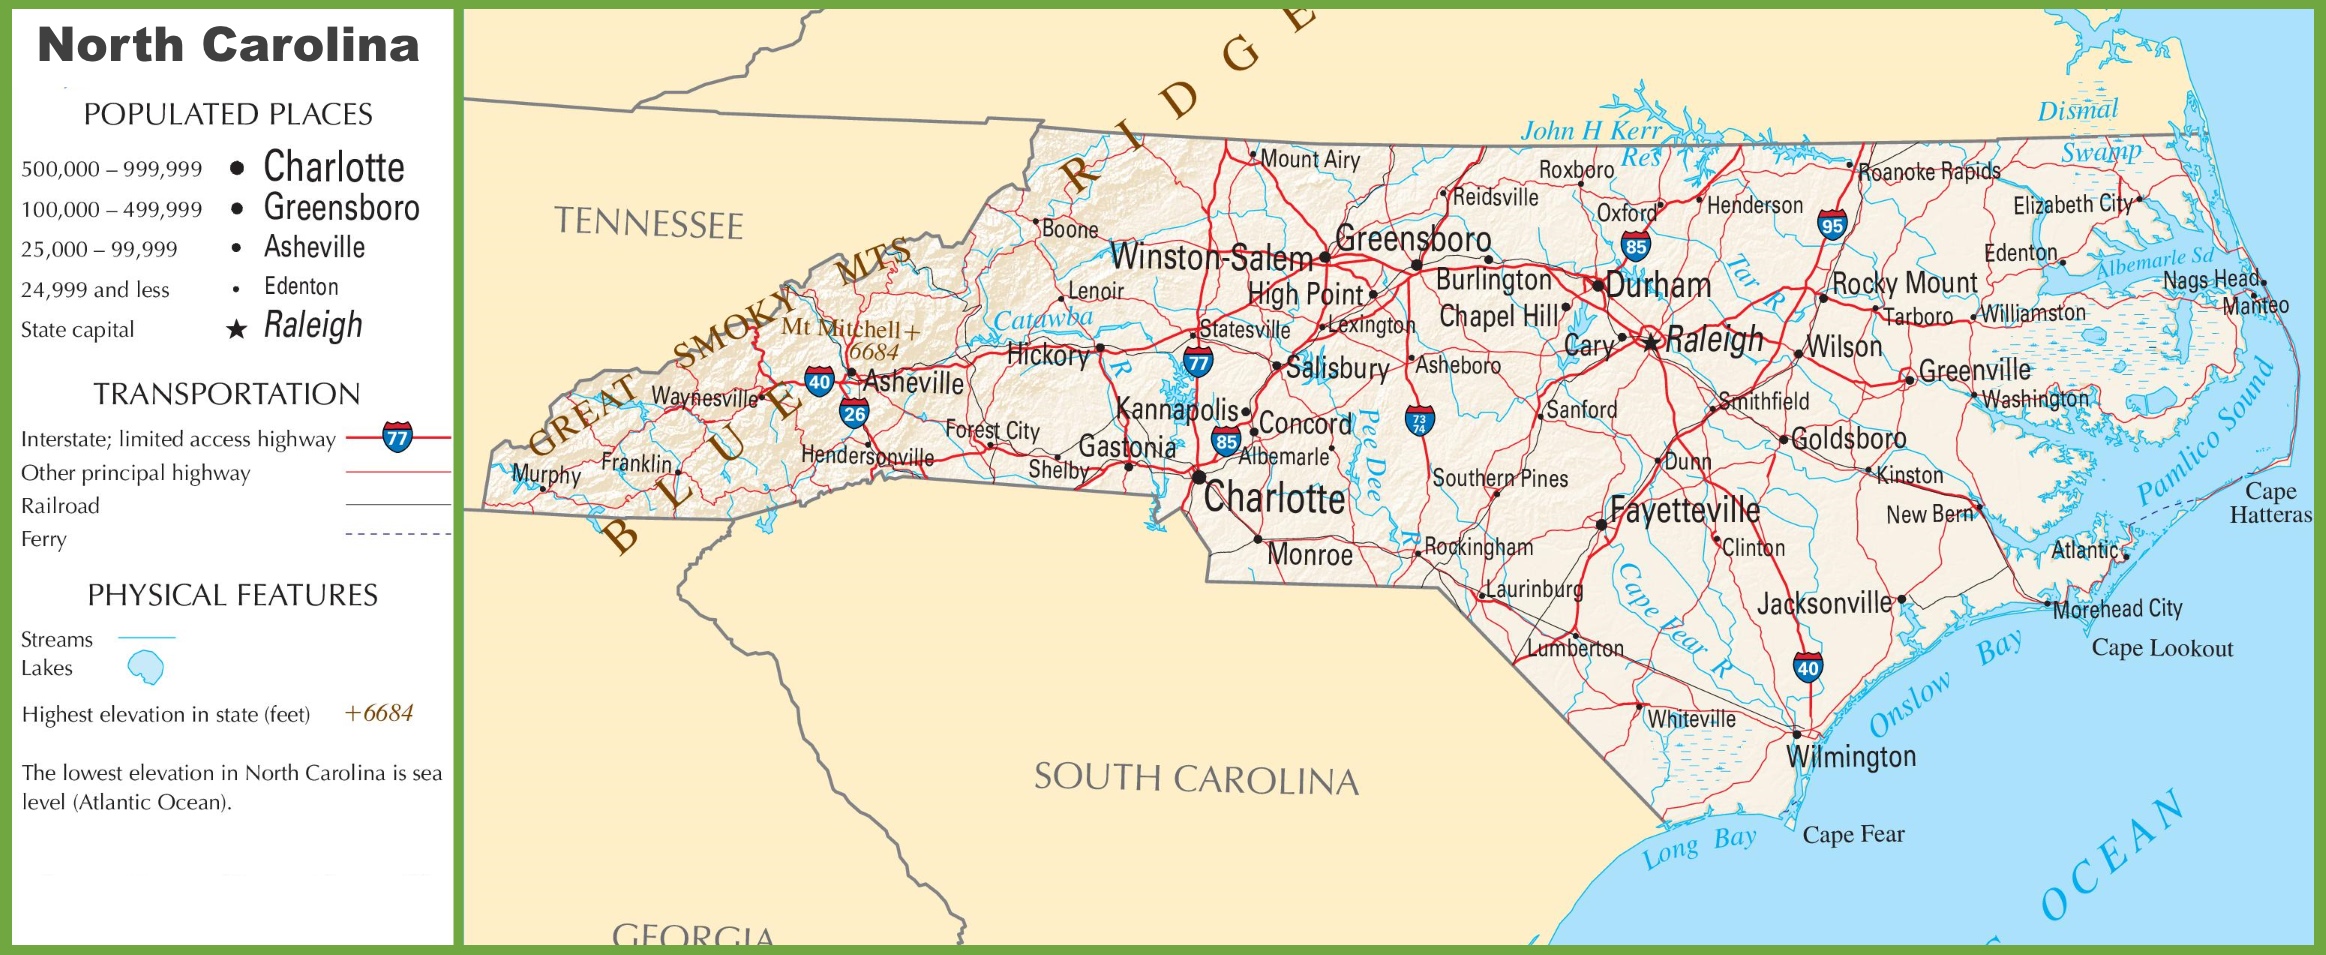 North Carolina
POPULATED PLACES
500,000 – 999,999 Charlotte
100,000 – 499,999 Greensboro
25,000 – 99,999 Asheville
24,999 and less Edenton
State capital Raleigh
TRANSPORTATION
Interstate; limited access highway 77
Other principal highway
Railroad
Ferry
PHYSICAL FEATURES
Streams
Lakes
Highest elevation in state (feet) +6684
The lowest elevation in North Carolina is sea
level (Atlantic Ocean).
TENNESSEE
SOUTH CAROLINA
GEORGIA
BLUE RIDGE
GREAT SMOKY MTS
Mt Mitchell+
6684
John H Kerr
Res
Dismal
Swamp
Mount Airy
Roxboro
Roanoke Rapids
Reidsville
Oxford
Henderson
Elizabeth City
Boone
85
95
Winston-Salem
Greensboro
Edenton
Albemarle Sd
Tar R
Nags Head
Manteo
High Point
Burlington
Durham
Rocky Mount
Lenoir
Chapel Hill
Tarboro
Williamston
Catawba
R
Statesville
Lexington
Hickory
Cary
Raleigh
Wilson
77
Salisbury
Asheboro
Greenville
40
Asheville
Waynesville
26
Kannapolis
Concord
Sanford
Smithfield
Washington
Pee Dee
R
73
74
Pamlico Sound
Forest City
Gastonia
85
Goldsboro
Hendersonville
Shelby
Albemarle
Dunn
Kinston
Murphy
Franklin
Southern Pines
Charlotte
Fayetteville
New Bern
Cape
Hatteras
Monroe
Rockingham
Clinton
Atlantic
Laurinburg
Cape Fear R
Jacksonville
Morehead City
Lumberton
Cape Lookout
40
Onslow Bay
Whiteville
Wilmington
Cape Fear
Long Bay
OCEAN